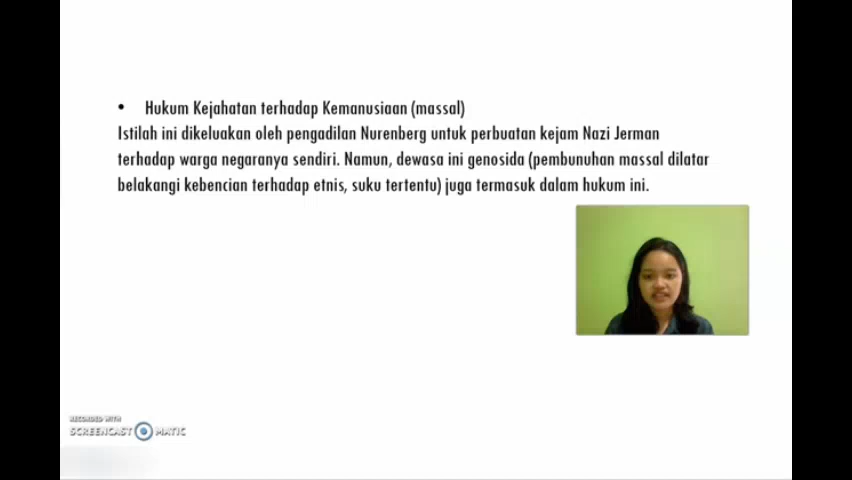 • Hukum Kejahatan terhadap Kemanusiaan (massal)
Istilah ini dikeluakan oleh pengadilan Nurenberg untuk perbuatan kejam Nazi Jerman
terhadap warga negaranya sendiri. Namun, dewasa ini genosida (pembunuhan massal dilatar
belakangi kebencian terhadap etnis, suku tertentu) juga termasuk dalam hukum ini.
RECORDED WITH
SCREENCAST MATIC